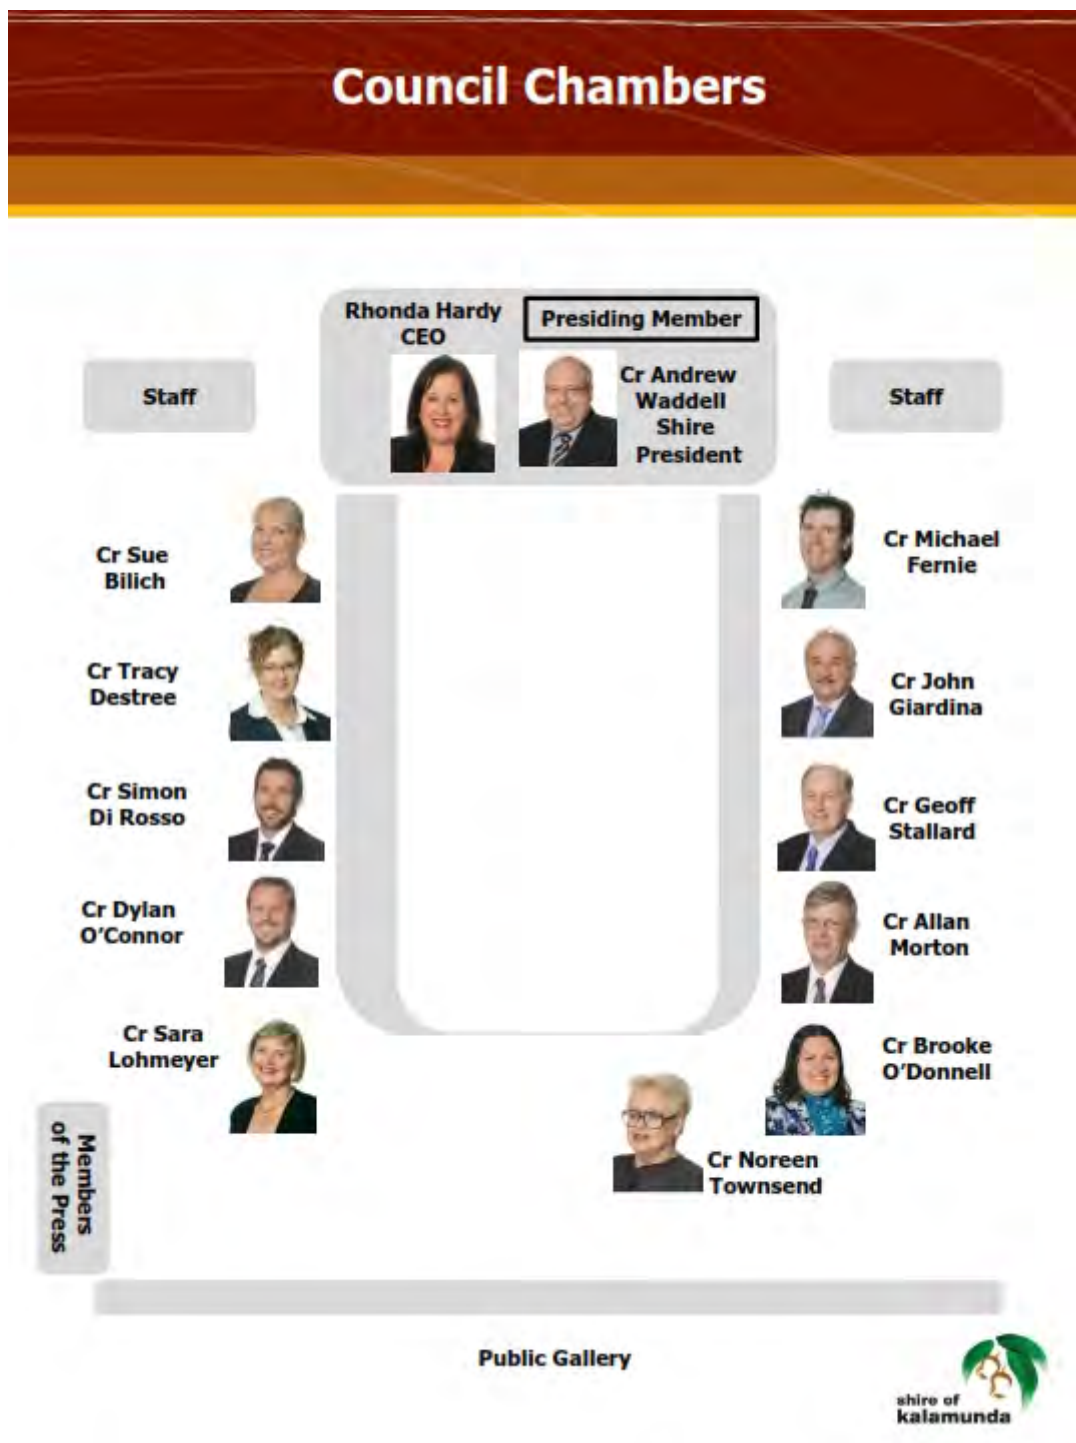 Council Chambers
Rhonda Hardy
CEO
Presiding Member
Cr Andrew
Waddell
Shire
President
Staff
Staff
Cr Sue
Bilich
Cr Michael
Fernie
Cr Tracy
Destree
Cr John
Giardina
Cr Simon
Di Rosso
Cr Geoff
Stallard
Cr Dylan
O'Connor
Cr Allan
Morton
Cr Sara
Lohmeyer
Cr Brooke
O'Donnell
Cr Noreen
Townsend
Members
of the Press
Public Gallery
shire of
kalamunda